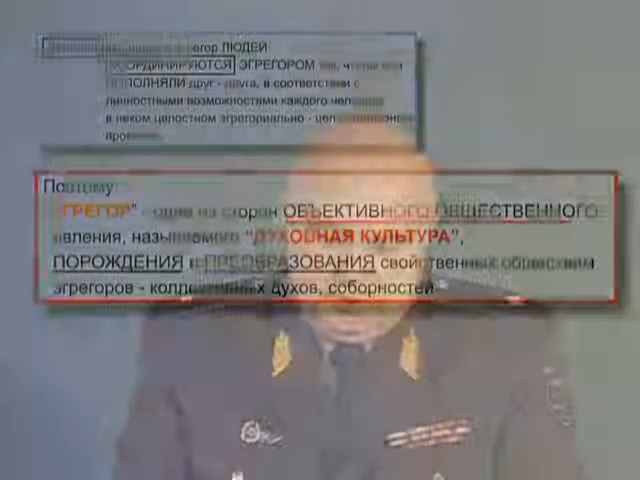 эгрегор ЛЮДЕЙ
КООРДИНИРУЮТСЯ ЭГРЕГОРОМ
ДОПОЛНЯЛИ друг - друга, в соответствии с
личностными возможностями каждого
в неком целостном эгрегориально -
Поэтому
"ЭГРЕГОР" - одна из сторон ОБЪЕКТИВНОГО ОБЩЕСТВЕННОГО
явления, называемого "ДУХОВНАЯ КУЛЬТУРА",
ПОРОЖДЕНИЯ и ПРЕОБРАЗОВАНИЯ свойственных обществам
эгрегоров - коллективных духов, соборностей